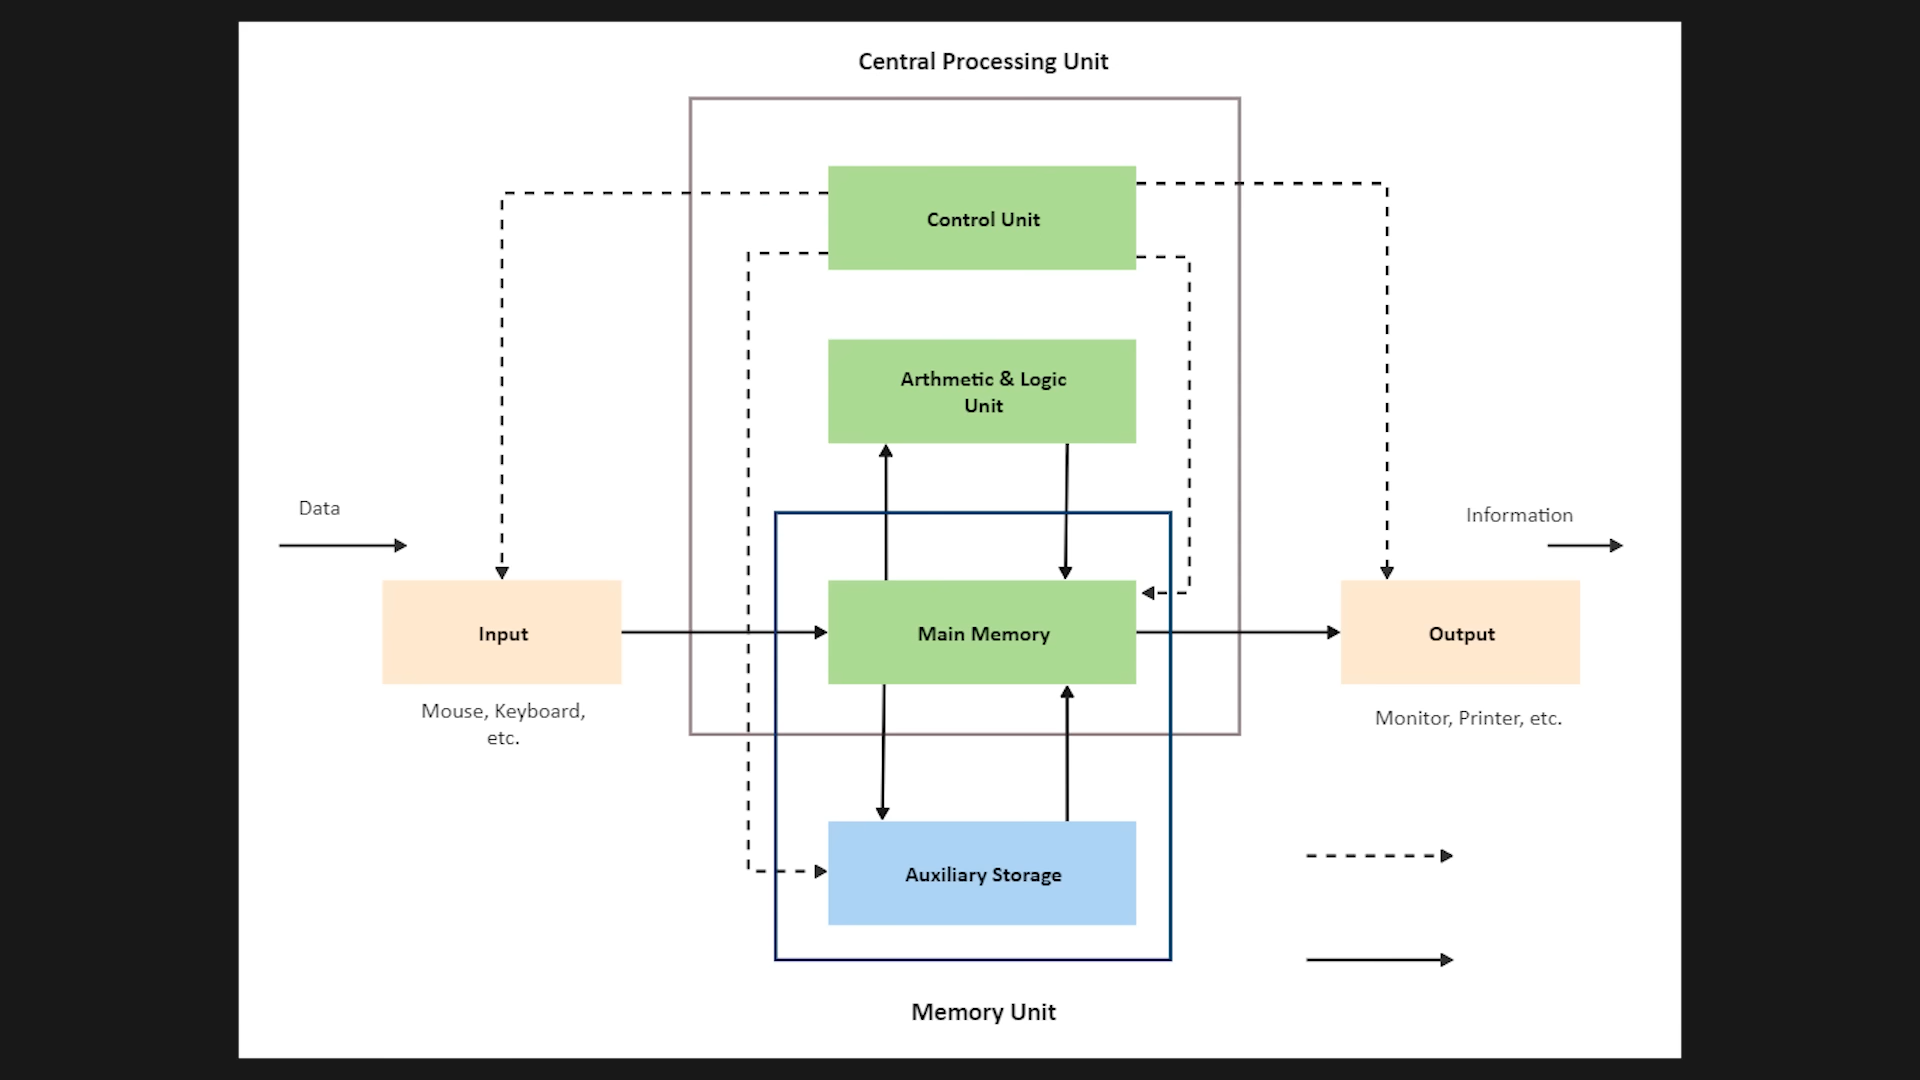 Central Processing Unit
Control Unit
Arthmetic & Logic
Unit
Data
Information
Input
Main Memory
Output
Mouse, Keyboard,
etc.
Monitor, Printer, etc.
Auxiliary Storage
Memory Unit